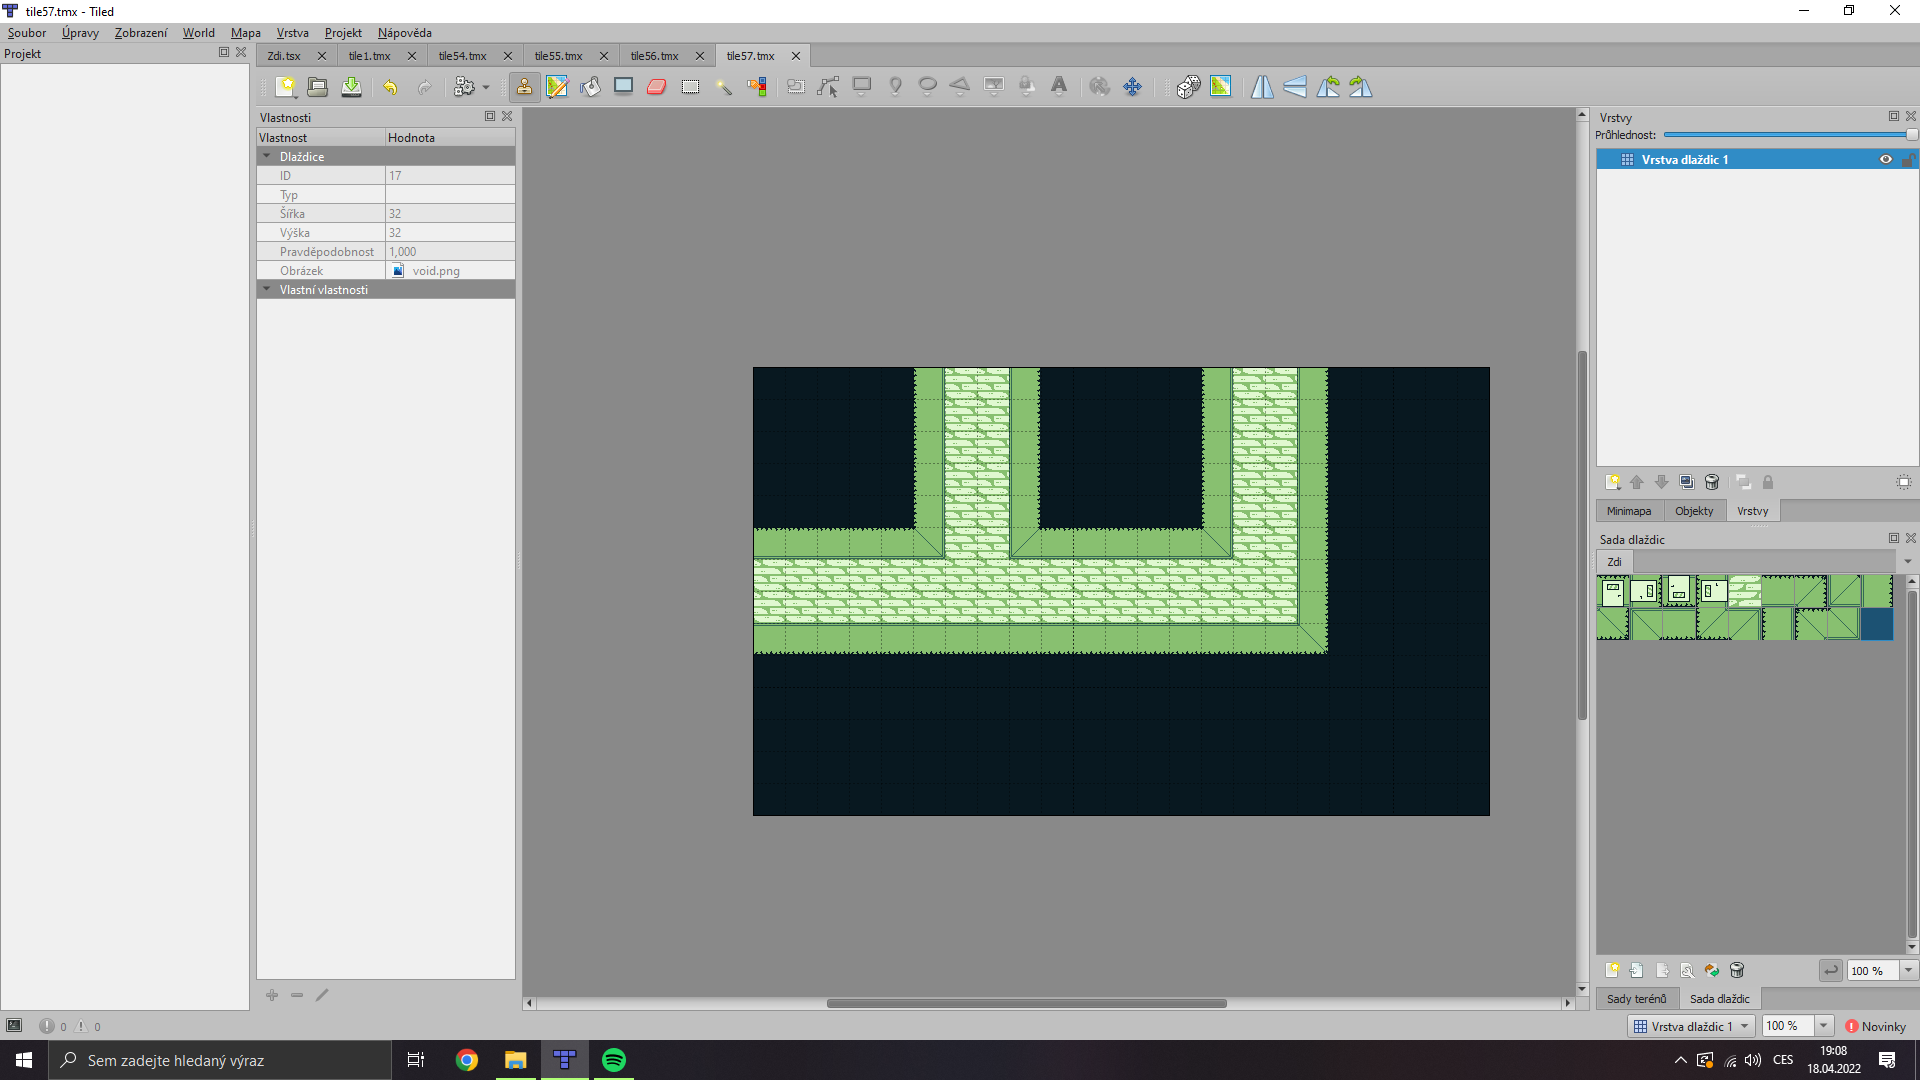 tile57.tmx - Tiled
Soubor Úpravy Zobrazení World Mapa Vrstva Projekt Nápověda
Projekt
Zdi.tsx tile1.tmx tile54.tmx tile55.tmx tile56.tmx tile57.tmx
Vlastnosti
Vlastnost Hodnota
Dlaždice
ID 17
Typ
Šířka 32
Výška 32
Pravděpodobnost 1,000
Obrázek void.png
Vlastní vlastnosti
Vrstvy
Průhlednost:
Vrstva dlaždic 1
Minimapa Objekty Vrstvy
Sada dlaždic
Zdi
100 %
Sady terénů Sada dlaždic
0 0
Vrstva dlaždic 1 100 % Novinky
Sem zadejte hledaný výraz
CES
19:08
18.04.2022